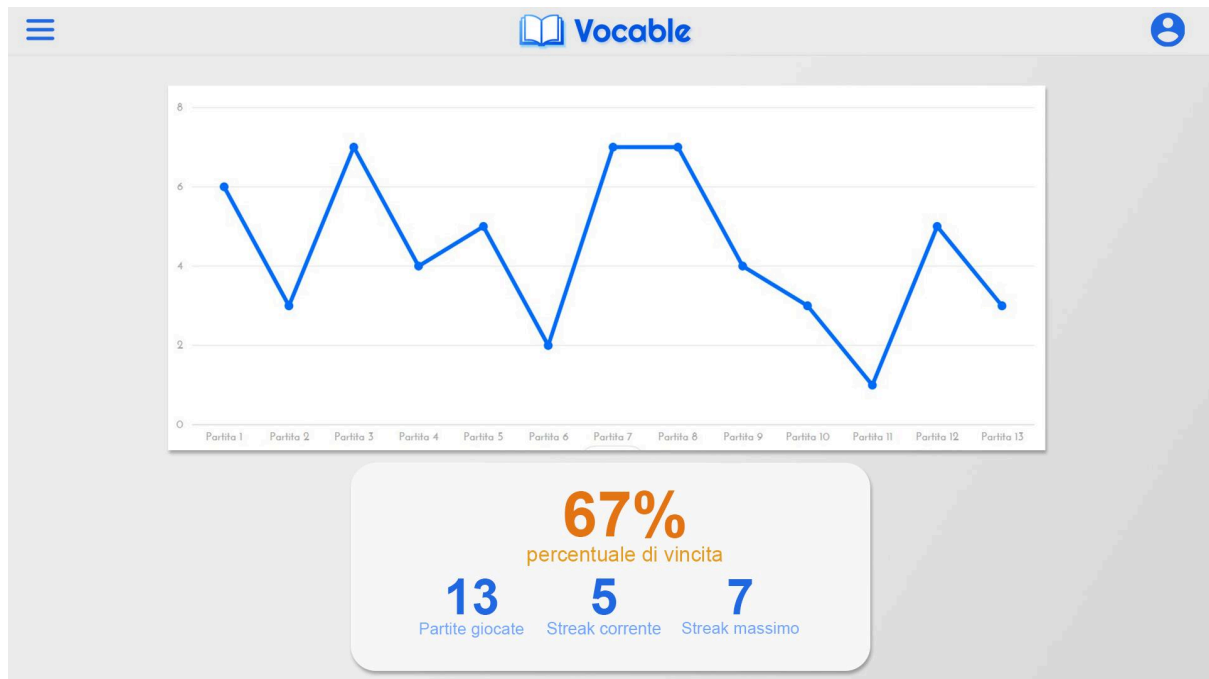 Vocable
8
6
4
2
0
Partita 1 Partita 2 Partita 3 Partita 4 Partita 5 Partita 6 Partita 7 Partita 8 Partita 9 Partita 10 Partita 11 Partita 12 Partita 13
67%
percentuale di vincita
13 5 7
Partite giocate Streak corrente Streak massimo